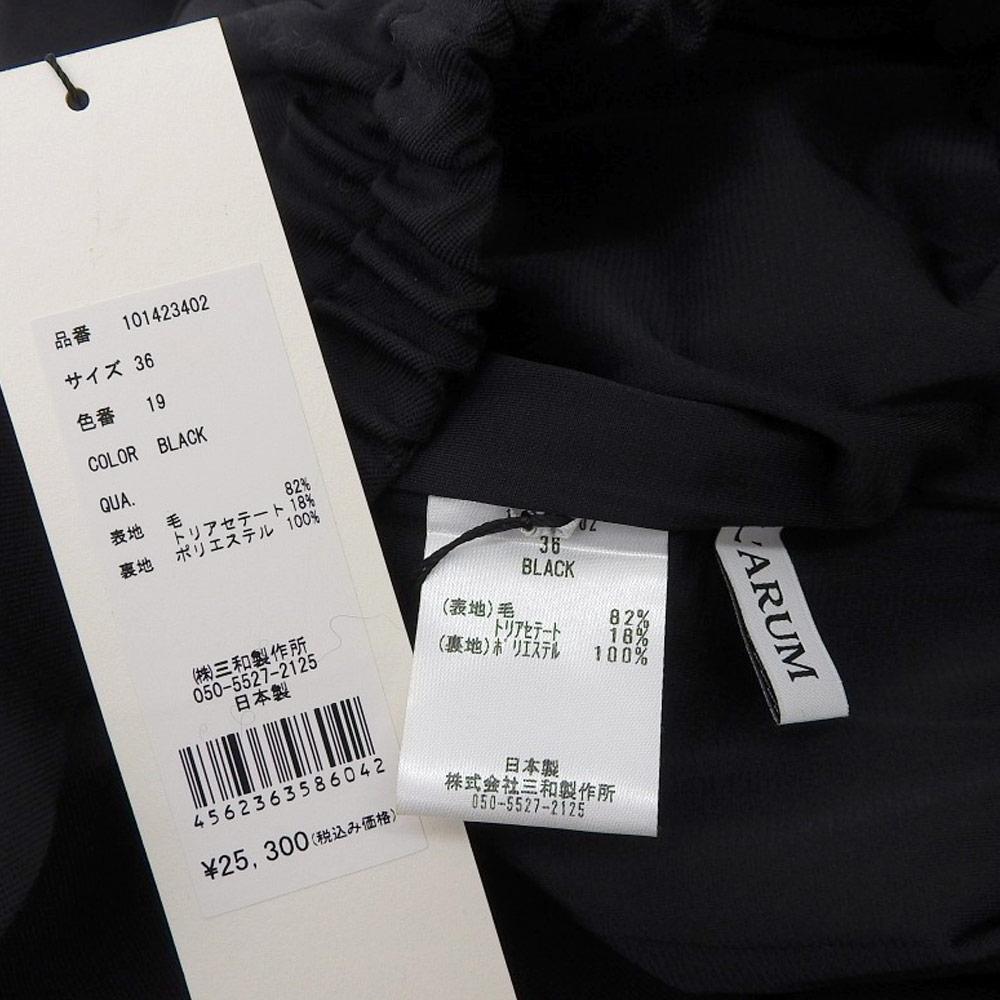 品番 101423402
サイズ 36
色番 19
COLOR BLACK
QUA.
表地 毛 82%
トリアセテート 18%
裏地 ポリエステル 100%
㈱三和製作所
050-5527-2125
日本製
4562363586042
¥25,300(税込み価格)
36
BLACK
(表地)毛 82%
トリアセテート 18%
(裏地)ポリエステル 100%
日本製
株式会社三和製作所
050-5527-2125
L'ARUM